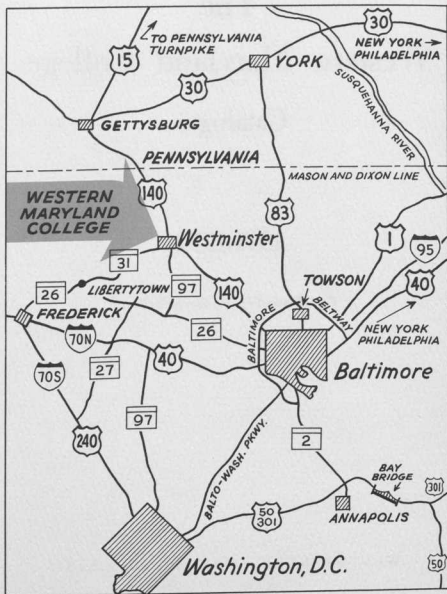 30
NEW YORK→
PHILADELPHIA
TO PENNSYLVANIA
TURNPIKE
15
YORK
30
SUSQUEHANNA
RIVER
GETTYSBURG
PENNSYLVANIA
MASON AND DIXON LINE
140
WESTERN
MARYLAND
COLLEGE
83
1
95
Westminster
31
97
140
TOWSON
40
26
LIBERTYTOWN
BALTIMORE
BELTWAY
FREDERICK
26
NEW YORK
PHILADELPHIA
70N
40
Baltimore
70S
27
240
97
2
BALTO-WASH. PKWY.
BAY
BRIDGE
301
50
301
ANNAPOLIS
50
Washington, D.C.